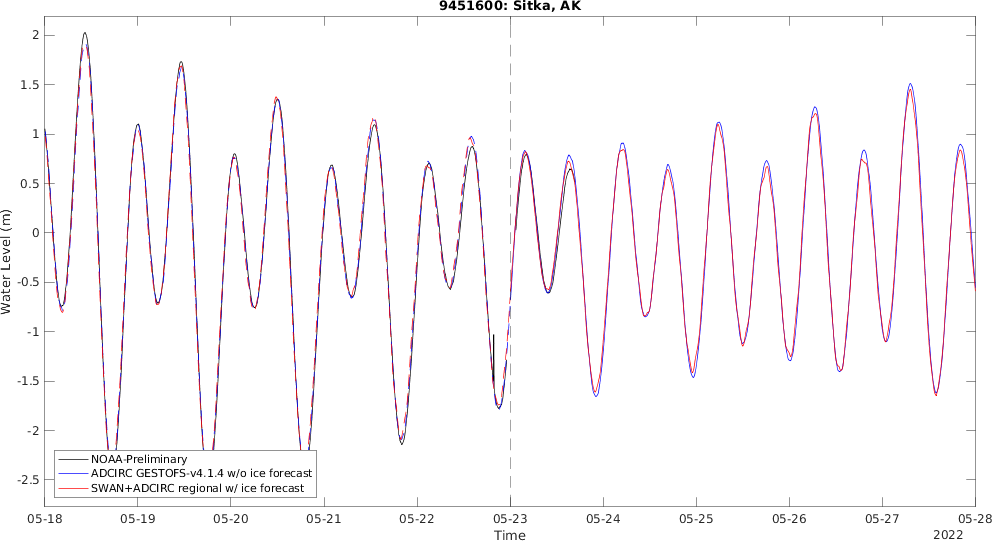 9451600: Sitka, AK
2
1.5
1
0.5
0
-0.5
-1
-1.5
-2
-2.5
Water Level (m)
NOAA-Preliminary
ADCIRC GESTOFS-v4.1.4 w/o ice forecast
SWAN+ADCIRC regional w/ ice forecast
05-18 05-19 05-20 05-21 05-22 05-23 05-24 05-25 05-26 05-27 05-28
Time
2022